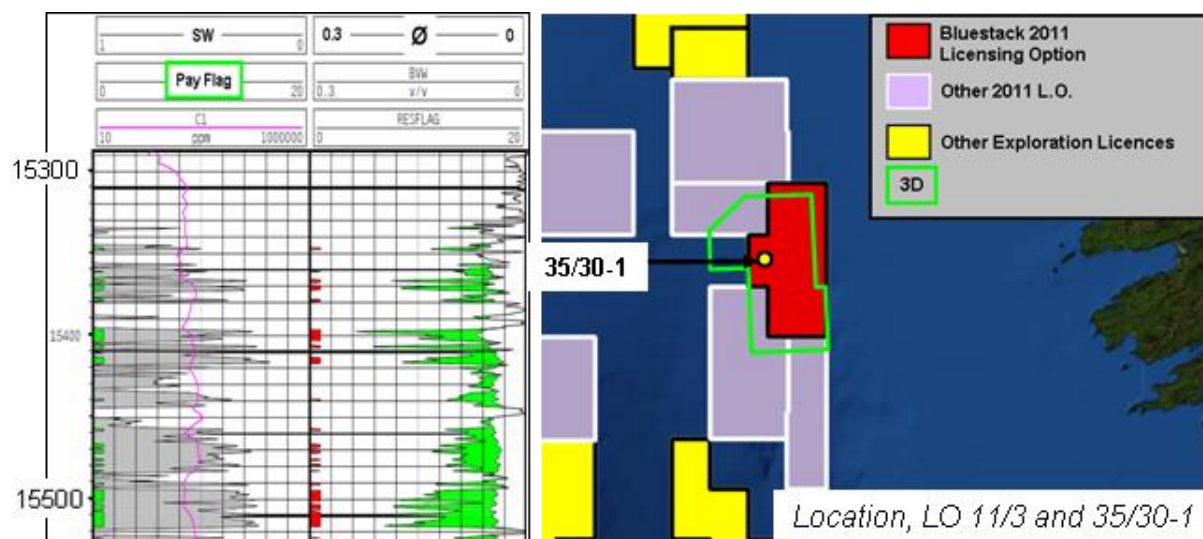 SW
1 0
0.3 Ø 0
Pay Flag
0 20
BVW
0.3 v/v 0
C1
10 ppm 1000000
RESFLAG
0 20
15300
15400
15500
Bluestack 2011
Licensing Option
Other 2011 L.O.
Other Exploration Licences
3D
35/30-1
Location, LO 11/3 and 35/30-1